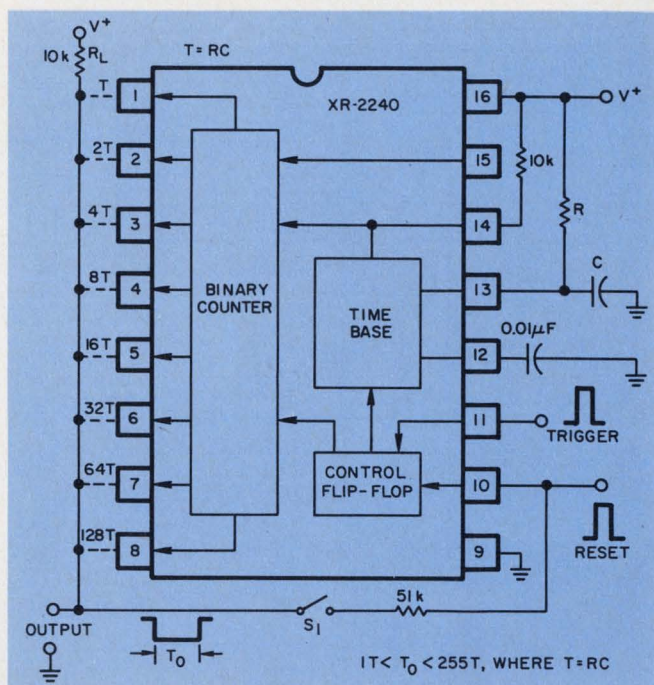 V+
10k RL
T = RC
XR-2240
T
1
2T
2
4T
3
8T
4
16T
5
32T
6
64T
7
128T
8
BINARY
COUNTER
TIME
BASE
CONTROL
FLIP-FLOP
16
V+
15
10k
R
14
13
C
12
0.01μF
11
TRIGGER
10
RESET
9
51k
S1
OUTPUT
TO
1T < TO < 255T, WHERE T=RC